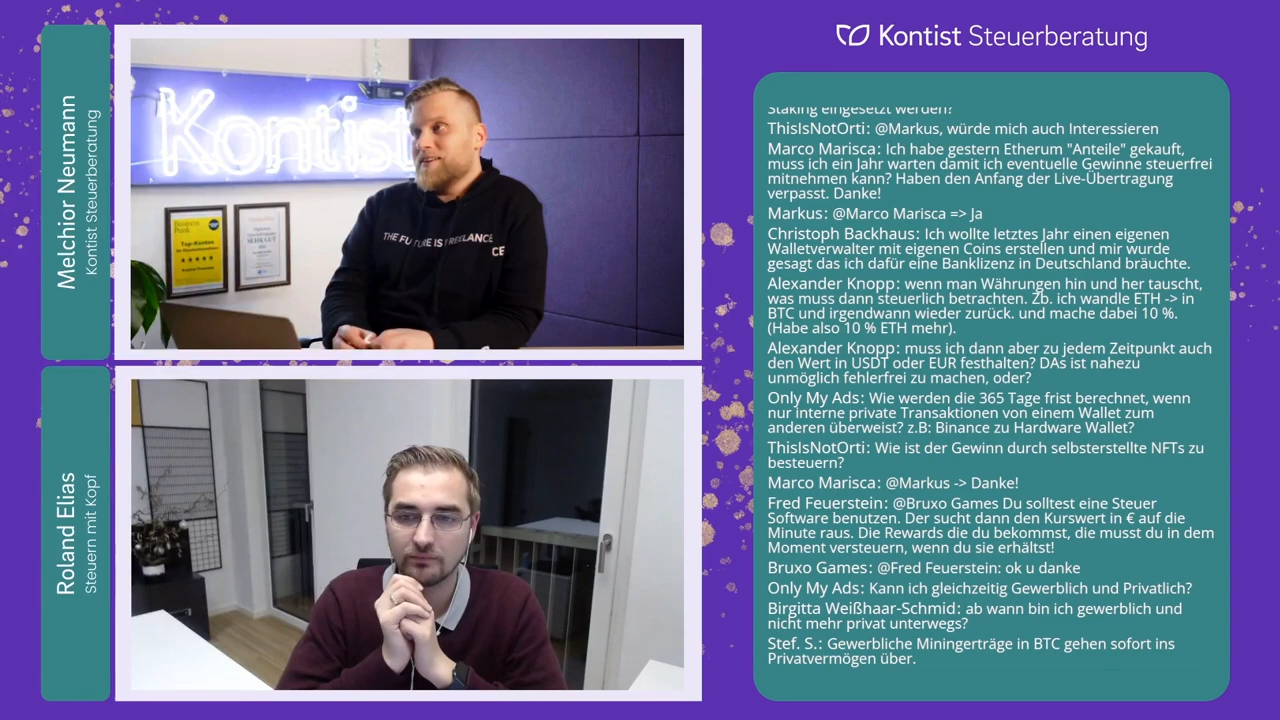 Melchior Neumann
Kontist Steuerberatung
Kontist
Business Punk
Top-Konten
SEHR GUT
THE FUTURE IS FREELANCE
CE
Roland Elias
Steuern mit Kopf
Kontist Steuerberatung
Staking eingesetzt werden?
ThisIsNotOrti: @Markus, würde mich auch Interessieren
Marco Marisca: Ich habe gestern Etherum "Anteile" gekauft,
muss ich ein Jahr warten damit ich eventuelle Gewinne steuerfrei
mitnehmen kann? Haben den Anfang der Live-Übertragung
verpasst. Danke!
Markus: @Marco Marisca => Ja
Christoph Backhaus: Ich wollte letztes Jahr einen eigenen
Walletverwalter mit eigenen Coins erstellen und mir wurde
gesagt das ich dafür eine Banklizenz in Deutschland bräuchte.
Alexander Knopp: wenn man Währungen hin und her tauscht,
was muss dann steuerlich betrachten. Zb. ich wandle ETH -> in
BTC und irgendwann wieder zurück. und mache dabei 10 %.
(Habe also 10 % ETH mehr).
Alexander Knopp: muss ich dann aber zu jedem Zeitpunkt auch
den Wert in USDT oder EUR festhalten? DAs ist nahezu
unmöglich fehlerfrei zu machen, oder?
Only My Ads: Wie werden die 365 Tage frist berechnet, wenn
nur interne private Transaktionen von einem Wallet zum
anderen überweist? z.B: Binance zu Hardware Wallet?
ThisIsNotOrti: Wie ist der Gewinn durch selbsterstellte NFTs zu
besteuern?
Marco Marisca: @Markus -> Danke!
Fred Feuerstein: @Bruxo Games Du solltest eine Steuer
Software benutzen. Der sucht dann den Kurswert in € auf die
Minute raus. Die Rewards die du bekommst, die musst du in dem
Moment versteuern, wenn du sie erhältst!
Bruxo Games: @Fred Feuerstein: ok u danke
Only My Ads: Kann ich gleichzeitig Gewerblich und Privatlich?
Birgitta Weißhaar-Schmid: ab wann bin ich gewerblich und
nicht mehr privat unterwegs?
Stef. S.: Gewerbliche Miningerträge in BTC gehen sofort ins
Privatvermögen über.